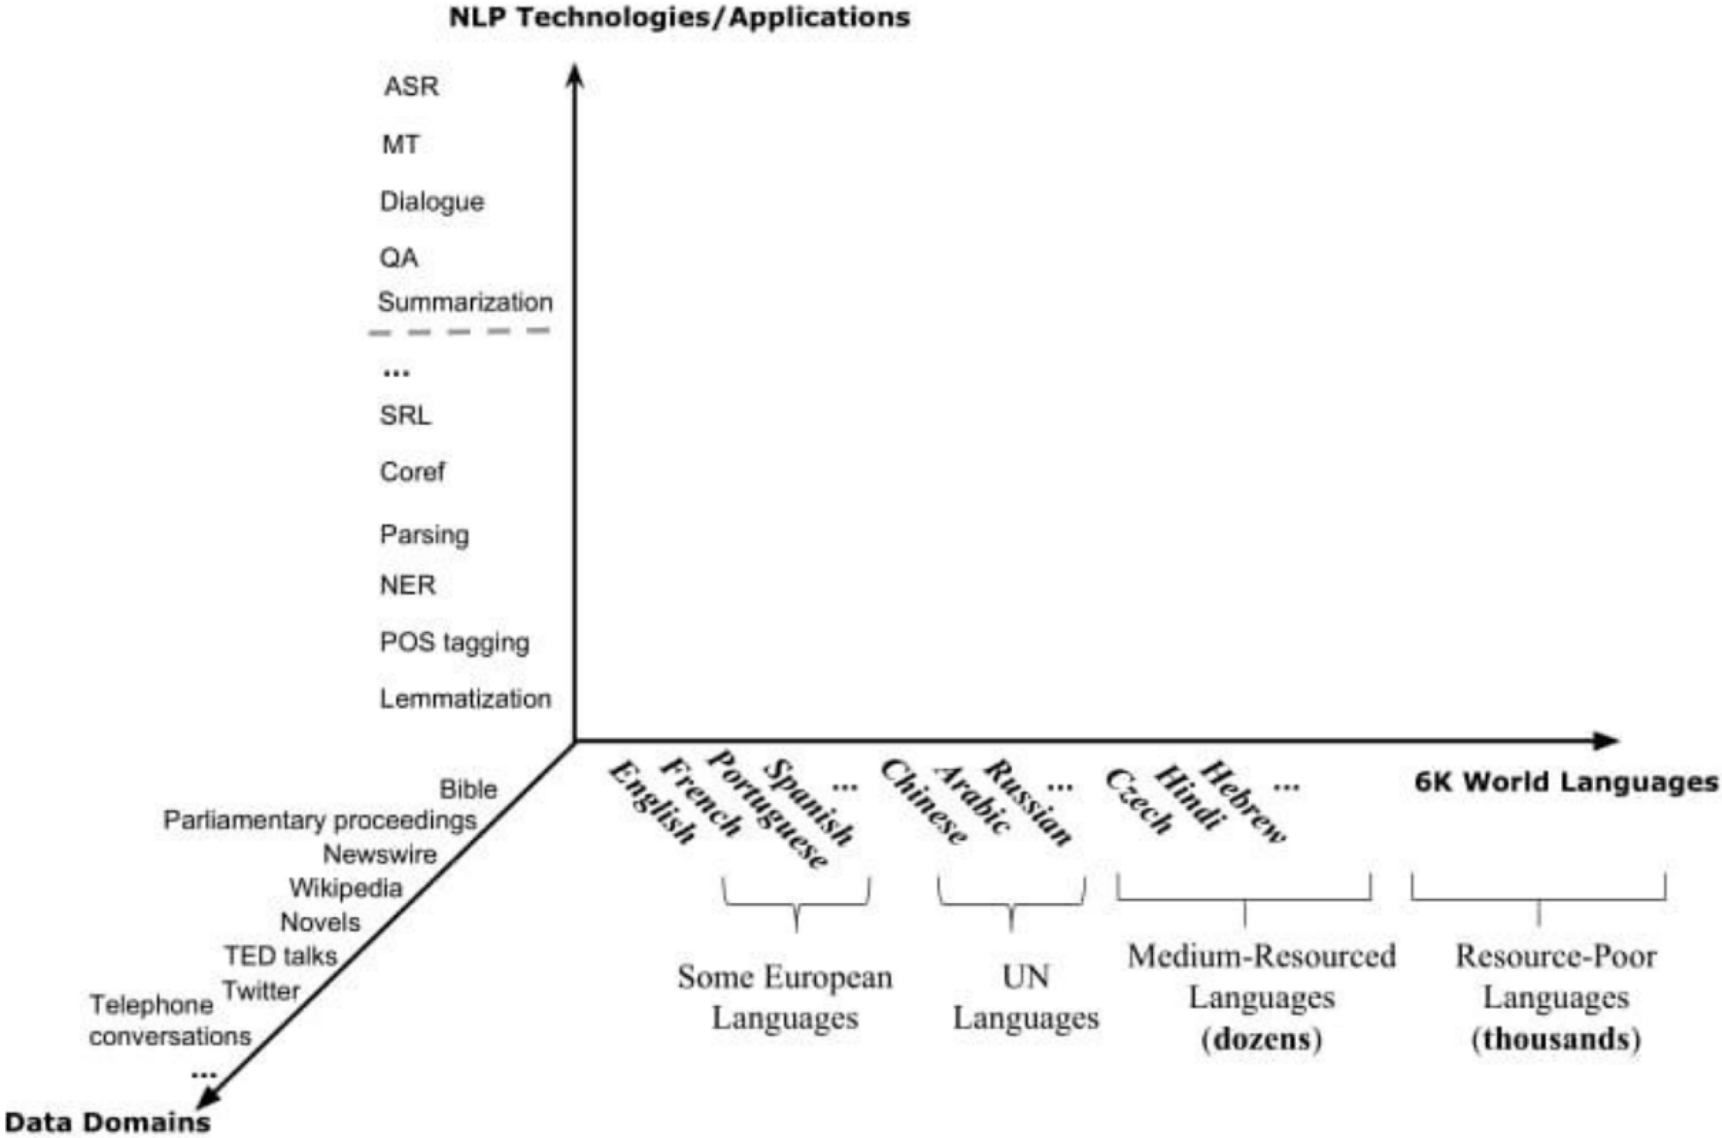 NLP Technologies/Applications
ASR
MT
Dialogue
QA
Summarization
...
SRL
Coref
Parsing
NER
POS tagging
Lemmatization
Bible
Parliamentary proceedings
Newswire
Wikipedia
Novels
TED talks
Twitter
Telephone
conversations
...
Data Domains
English
French
Portuguese
Spanish
...
Chinese
Arabic
Russian
...
Czech
Hindi
Hebrew
...
6K World Languages
Some European
Languages
UN
Languages
Medium-Resourced
Languages
(dozens)
Resource-Poor
Languages
(thousands)